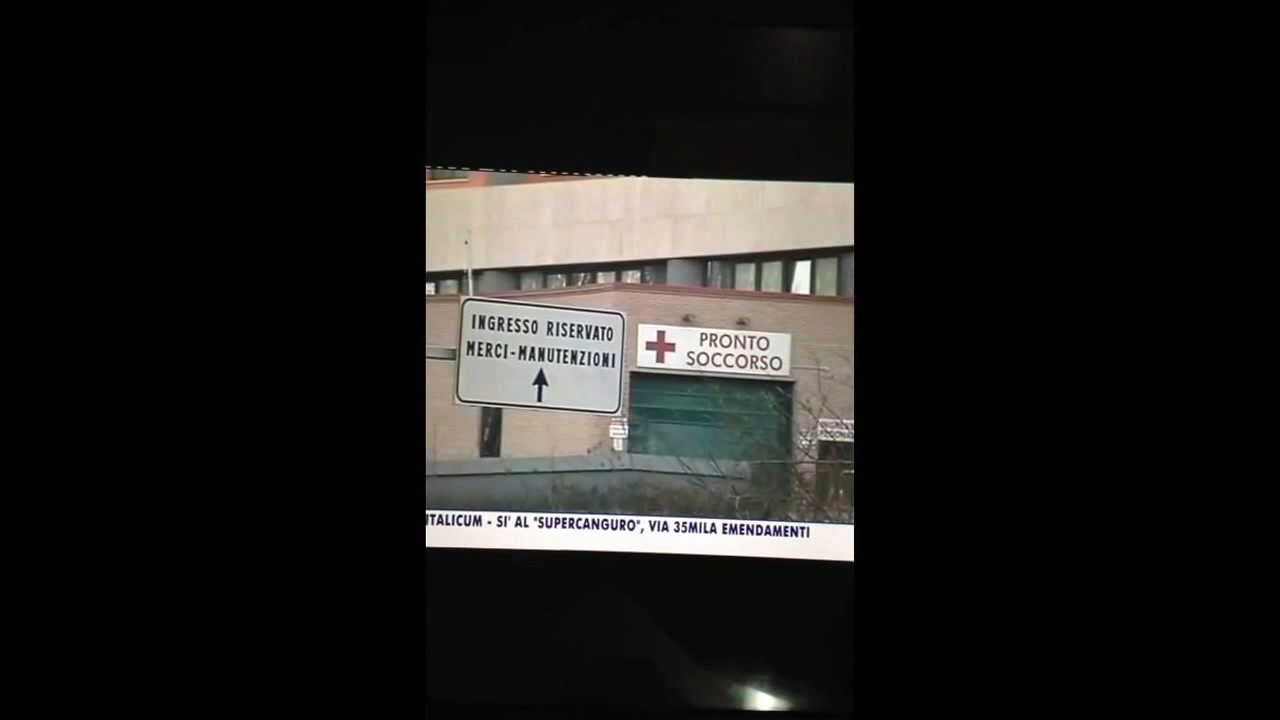 INGRESSO RISERVATO
MERCI-MANUTENZIONI
PRONTO
SOCCORSO
ITALICUM - SI' AL "SUPERCANGURO", VIA 35MILA EMENDAMENTI